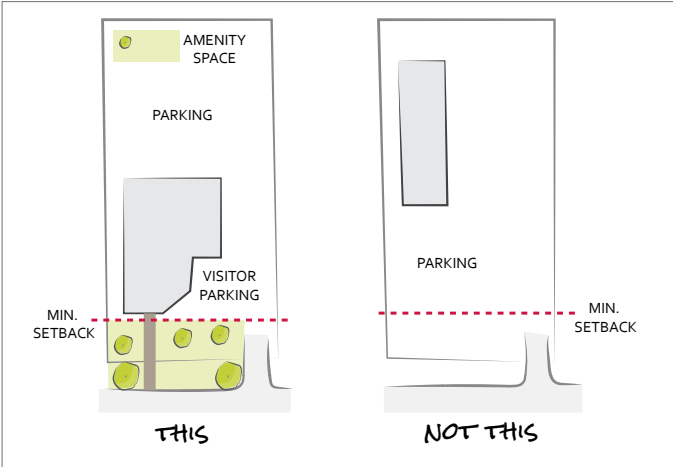 AMENITY
SPACE
PARKING
VISITOR
PARKING
MIN.
SETBACK
THIS
PARKING
MIN.
SETBACK
NOT THIS